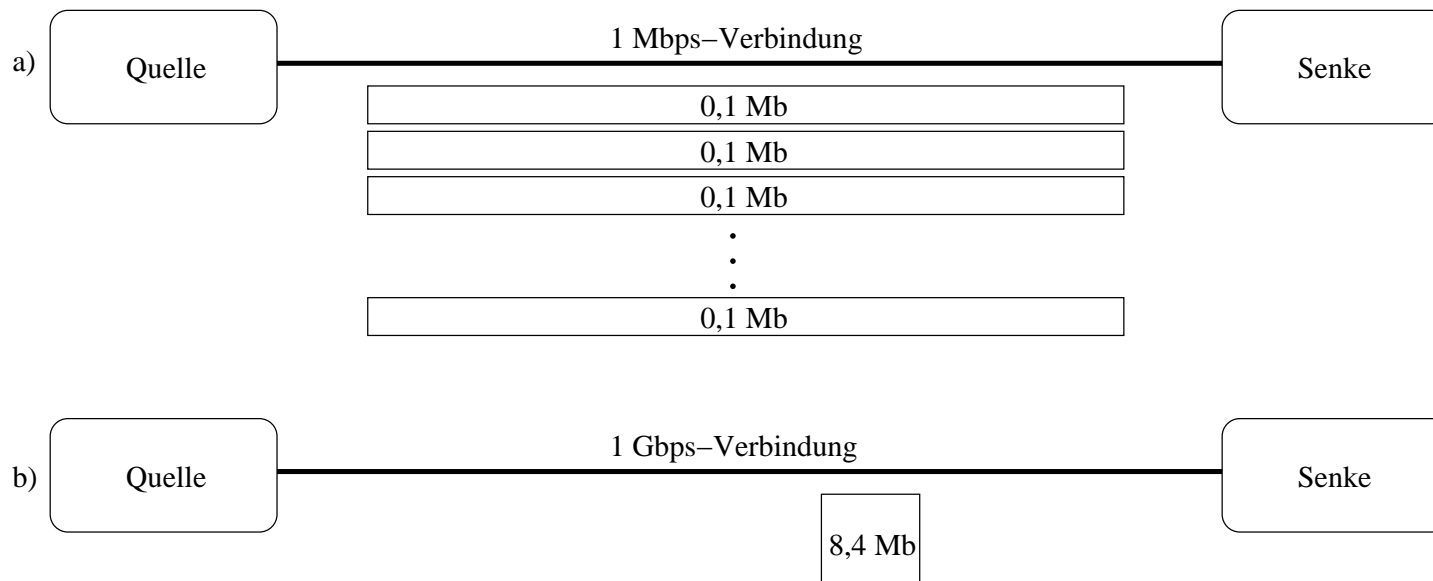 1 Mbps−Verbindung
a) Quelle Senke
0,1 Mb
0,1 Mb
0,1 Mb
0,1 Mb
1 Gbps−Verbindung
b) Quelle Senke
8,4 Mb